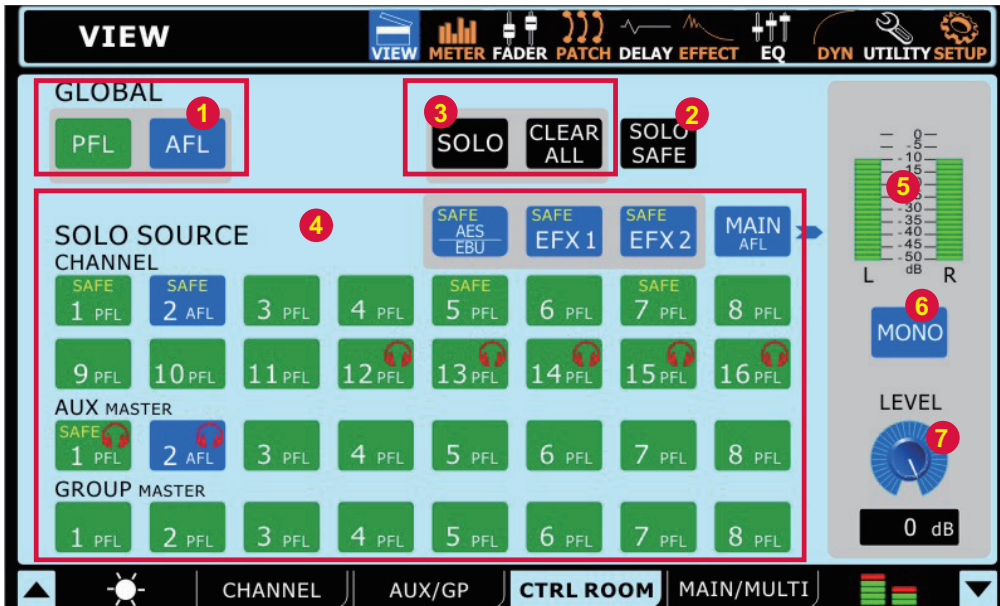 VIEW
VIEW METER FADER PATCH DELAY EFFECT EQ DYN UTILITY SETUP
GLOBAL
1
PFL AFL
3
SOLO CLEAR ALL
2
SOLO SAFE
4
SAFE AES EBU
SAFE EFX 1
SAFE EFX 2
MAIN AFL
SOLO SOURCE
CHANNEL
SAFE 1 PFL
SAFE 2 AFL
3 PFL
4 PFL
SAFE 5 PFL
6 PFL
SAFE 7 PFL
8 PFL
9 PFL
10 PFL
11 PFL
12 PFL
13 PFL
14 PFL
15 PFL
16 PFL
AUX MASTER
SAFE 1 PFL
2 AFL
3 PFL
4 PFL
5 PFL
6 PFL
7 PFL
8 PFL
GROUP MASTER
1 PFL
2 PFL
3 PFL
4 PFL
5 PFL
6 PFL
7 PFL
8 PFL
0
-5
-10
-15
5
-30
-35
-40
-45
-50
dB
L R
6
MONO
LEVEL
7
0 dB
CHANNEL AUX/GP CTRL ROOM MAIN/MULTI